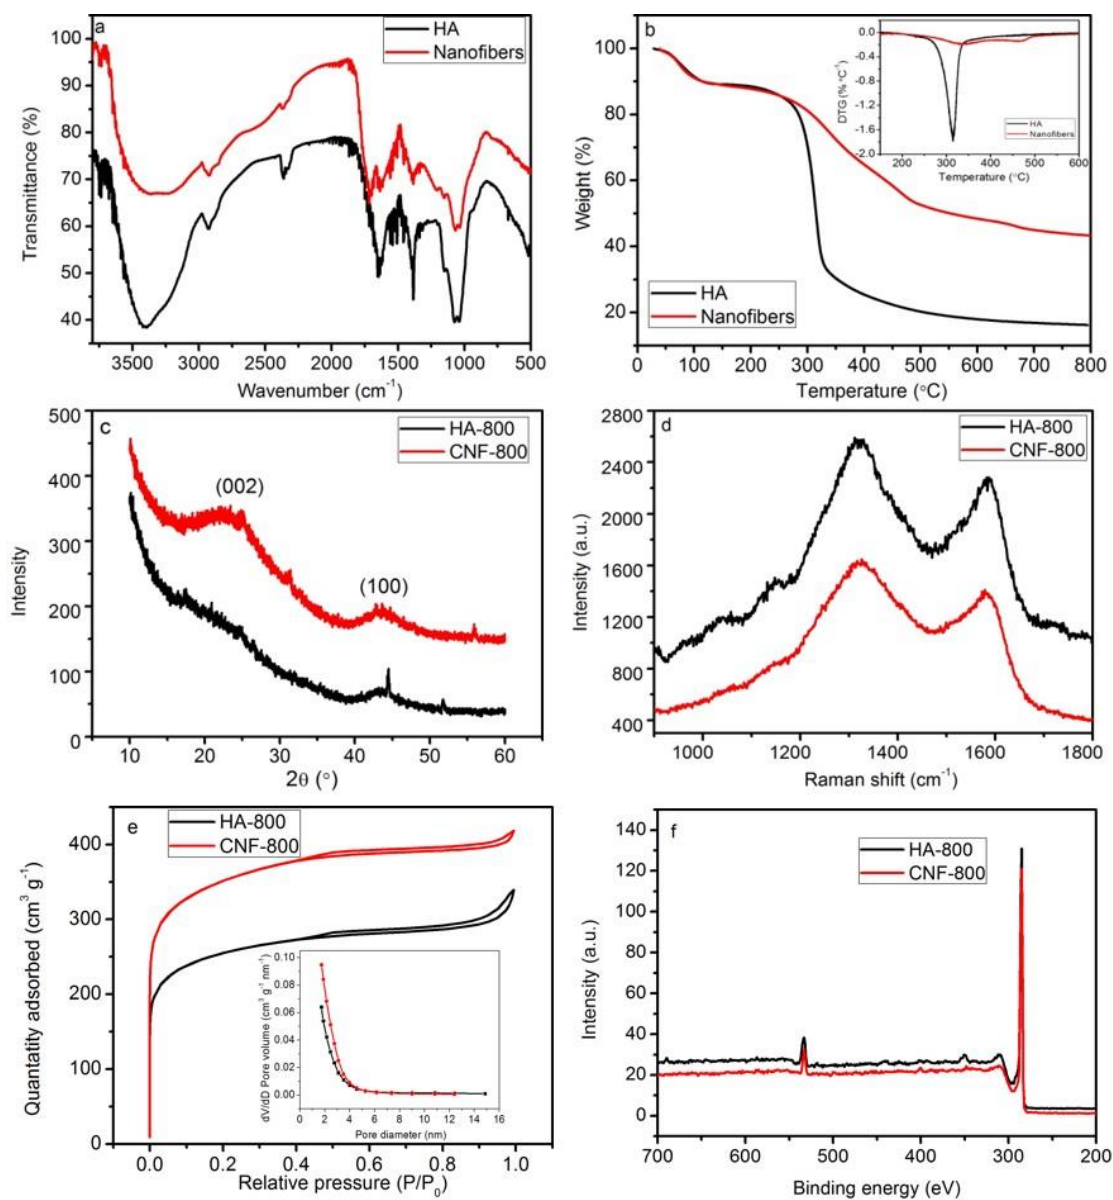 a
HA
Nanofibers
100
90
80
70
60
50
40
Transmittance (%)
3500 3000 2500 2000 1500 1000 500
Wavenumber (cm⁻¹)
b
100
80
60
40
20
Weight (%)
HA
Nanofibers
0 100 200 300 400 500 600 700 800
Temperature (°C)
0.0
-0.4
-0.8
-1.2
-1.6
-2.0
DTG (% °C⁻¹)
HA
Nanofibers
200 300 400 500 600
Temperature (°C)
c
HA-800
CNF-800
500
400
300
200
100
0
Intensity
(002)
(100)
10 20 30 40 50 60
2θ (°)
d
HA-800
CNF-800
2800
2400
2000
1600
1200
800
400
Intensity (a.u.)
1000 1200 1400 1600 1800
Raman shift (cm⁻¹)
e
HA-800
CNF-800
400
300
200
100
0
Quantatity adsorbed (cm³ g⁻¹)
0.0 0.2 0.4 0.6 0.8 1.0
Relative pressure (P/P₀)
0.10
0.08
0.06
0.04
0.02
0.00
dV/dD Pore volume (cm³ g⁻¹ nm⁻¹)
0 2 4 6 8 10 12 14 16
Pore diameter (nm)
f
HA-800
CNF-800
140
120
100
80
60
40
20
0
Intensity (a.u.)
700 600 500 400 300 200
Binding energy (eV)